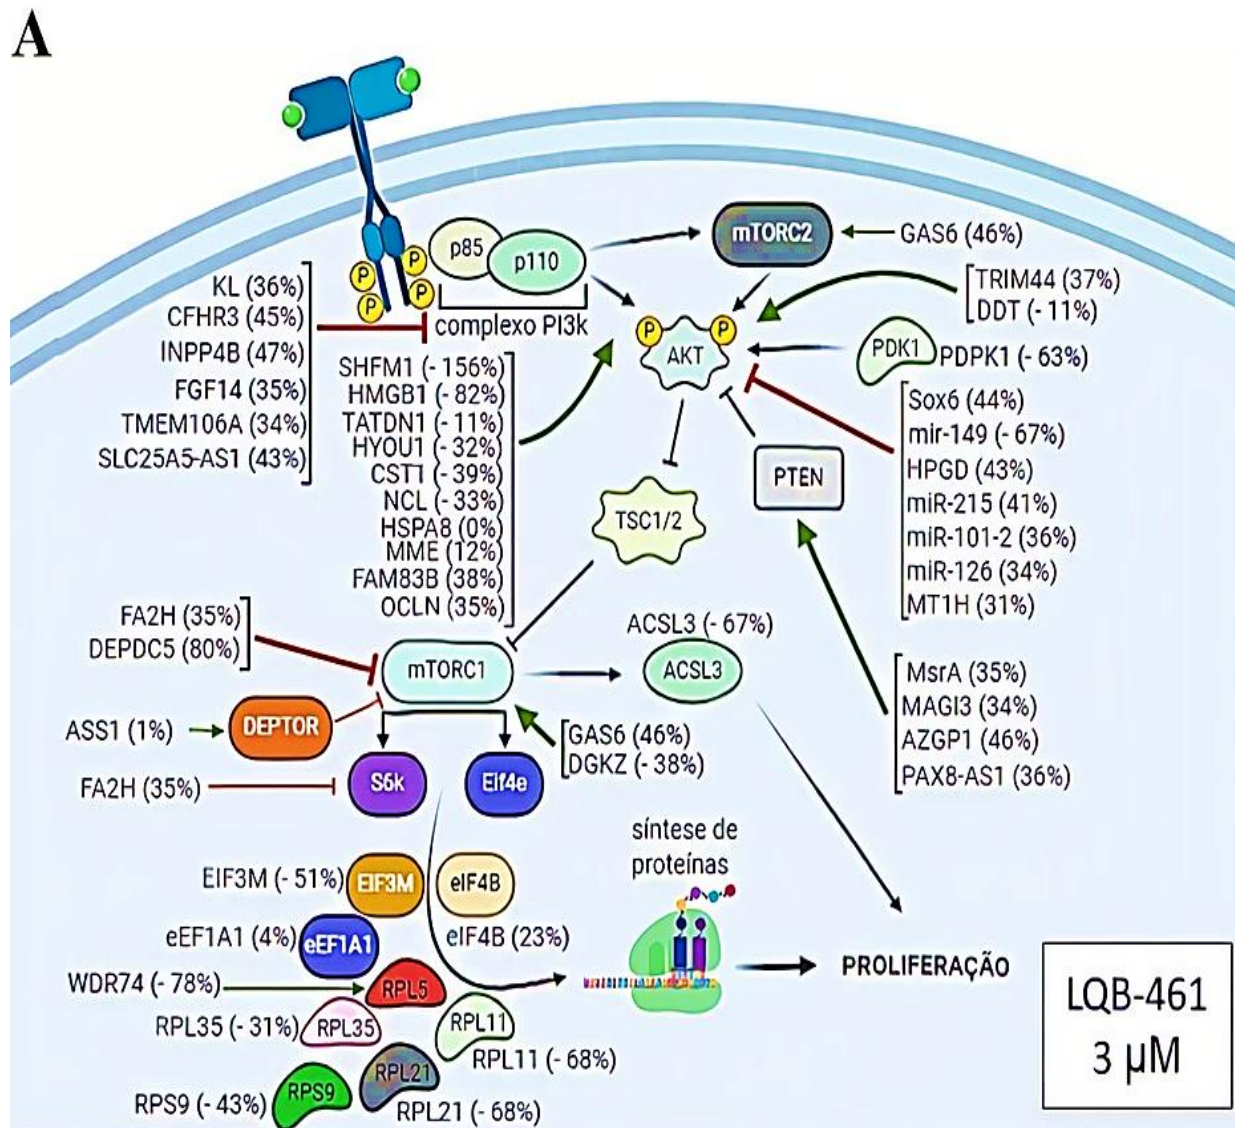 A
p85
p110
complexo PI3k
P
P
P
P
mTORC2
GAS6 (46%)
TRIM44 (37%)
DDT (- 11%)
P
P
AKT
PDK1
PDPK1 (- 63%)
KL (36%)
CFHR3 (45%)
INPP4B (47%)
FGF14 (35%)
TMEM106A (34%)
SLC25A5-AS1 (43%)
SHFM1 (- 156%)
HMGB1 (- 82%)
TATDN1 (- 11%)
HYOU1 (- 32%)
CST1 (- 39%)
NCL (- 33%)
HSPA8 (0%)
MME (12%)
FAM83B (38%)
OCLN (35%)
Sox6 (44%)
mir-149 (- 67%)
HPGD (43%)
miR-215 (41%)
miR-101-2 (36%)
miR-126 (34%)
MT1H (31%)
PTEN
TSC1/2
MsrA (35%)
MAGI3 (34%)
AZGP1 (46%)
PAX8-AS1 (36%)
FA2H (35%)
DEPDC5 (80%)
mTORC1
ACSL3 (- 67%)
ACSL3
ASS1 (1%)
DEPTOR
GAS6 (46%)
DGKZ (- 38%)
FA2H (35%)
S6k
Eif4e
síntese de
proteínas
EIF3M (- 51%)
EIF3M
eIF4B
eIF4B (23%)
eEF1A1 (4%)
eEF1A1
WDR74 (- 78%)
RPL5
RPL35 (- 31%)
RPL35
RPL11
RPL11 (- 68%)
RPL21
RPL21 (- 68%)
RPS9 (- 43%)
RPS9
PROLIFERAÇÃO
LQB-461
3 µM